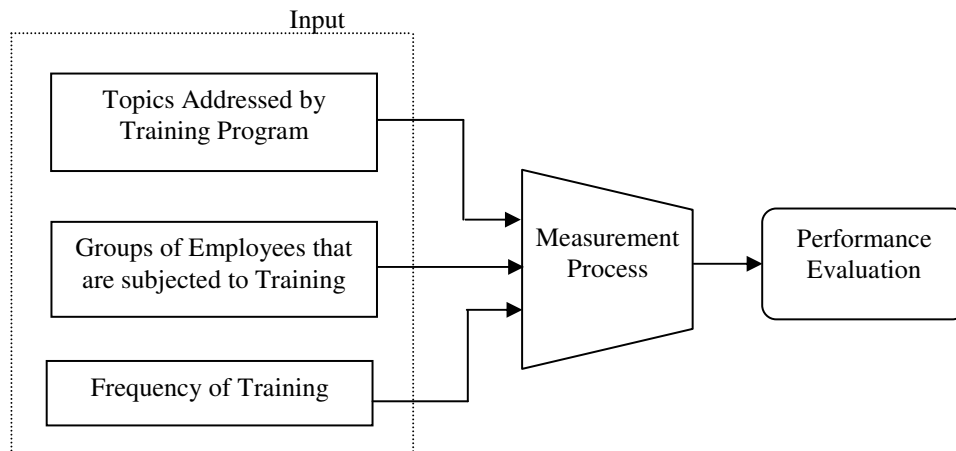 Input
Topics Addressed by
Training Program
Groups of Employees that
are subjected to Training
Frequency of Training
Measurement
Process
Performance
Evaluation